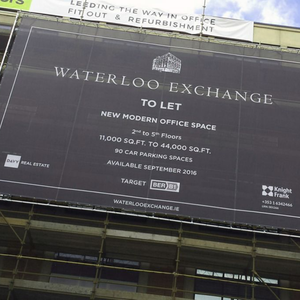 LEADING THE WAY IN OFFICE
FIT OUT & REFURBISHMENT
WATERLOO EXCHANGE
TO LET
NEW MODERN OFFICE SPACE
2nd to 5th Floors
11,000 SQ.FT. TO 44,000 SQ.FT.
90 CAR PARKING SPACES
AVAILABLE SEPTEMBER 2016
TARGET BER B1
REAL ESTATE
Knight
Frank
WATERLOOEXCHANGE.IE